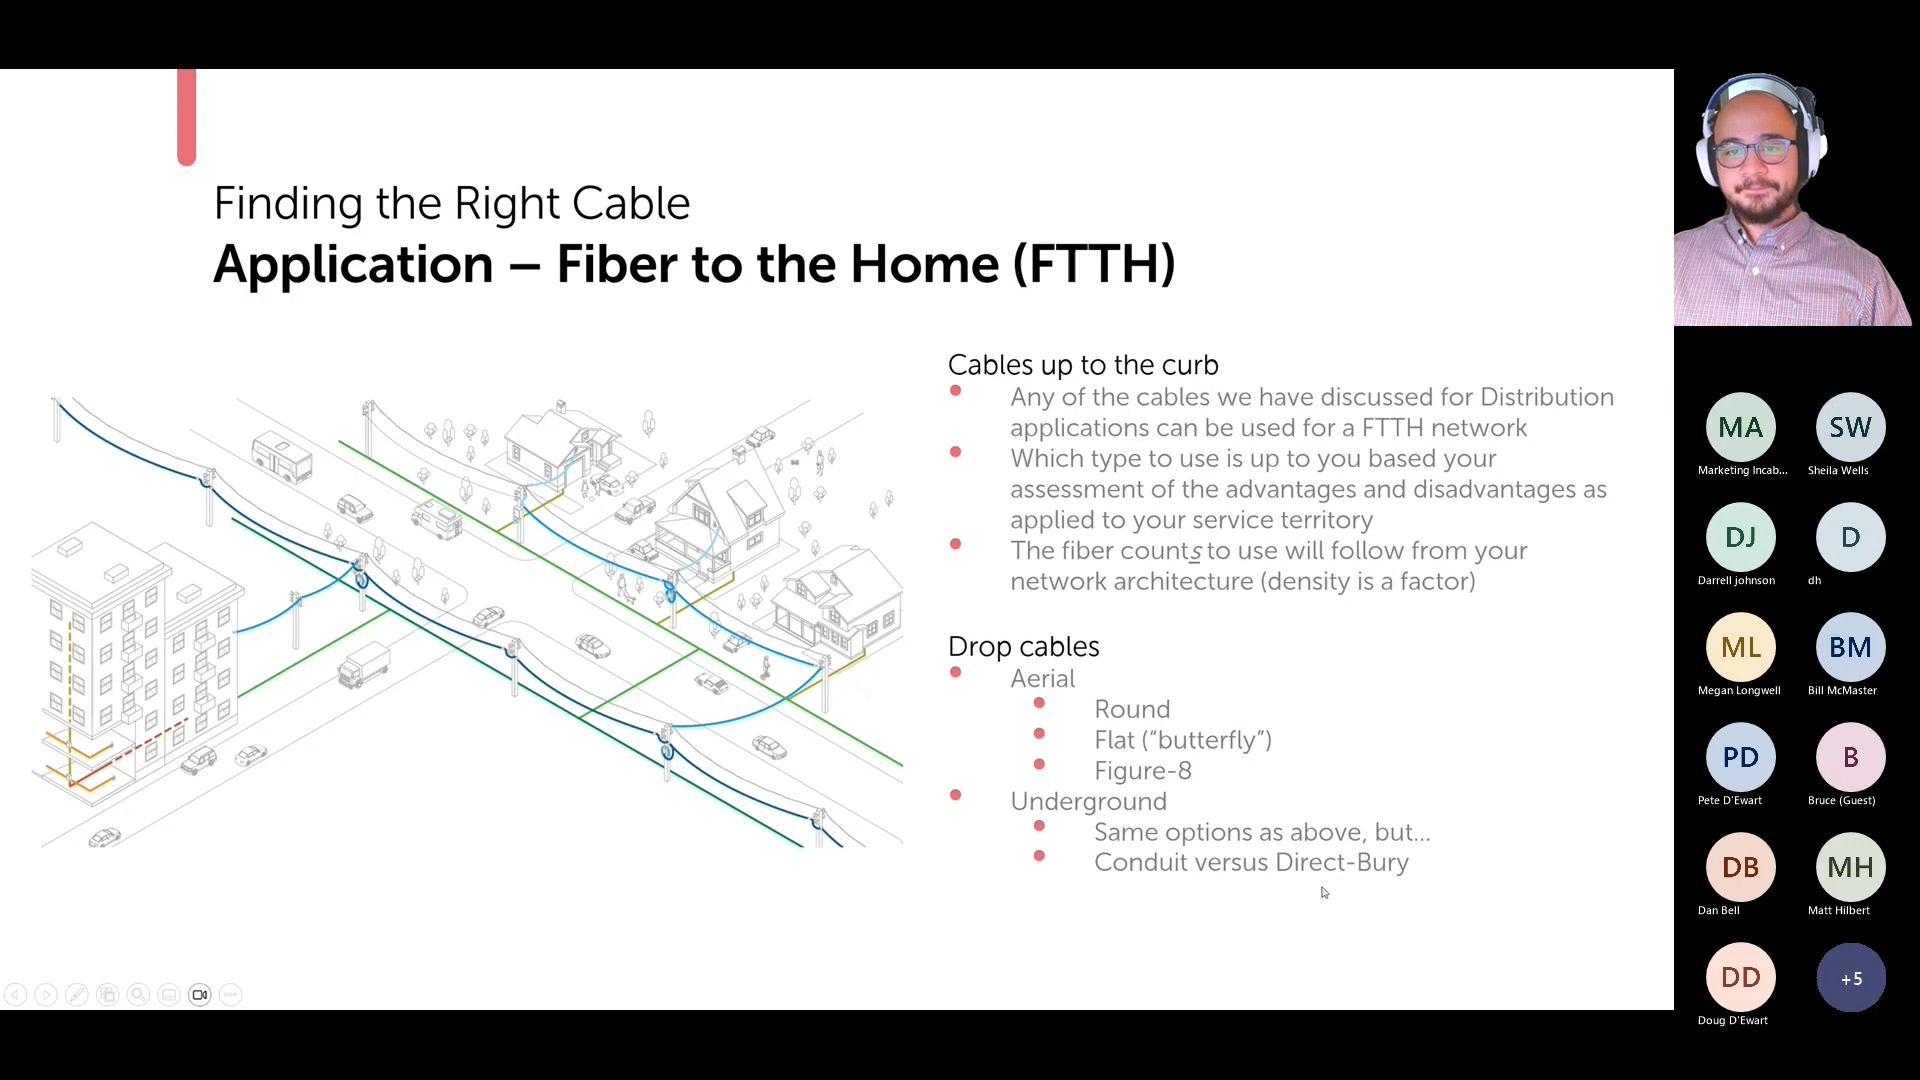 Finding the Right Cable
Application – Fiber to the Home (FTTH)
Cables up to the curb
Any of the cables we have discussed for Distribution
applications can be used for a FTTH network
Which type to use is up to you based your
assessment of the advantages and disadvantages as
applied to your service territory
The fiber counts to use will follow from your
network architecture (density is a factor)
Drop cables
Aerial
Round
Flat (“butterfly”)
Figure-8
Underground
Same options as above, but...
Conduit versus Direct-Bury
MA
Marketing Incab...
SW
Sheila Wells
DJ
Darrell johnson
D
dh
ML
Megan Longwell
BM
Bill McMaster
PD
Pete D'Ewart
B
Bruce (Guest)
DB
Dan Bell
MH
Matt Hilbert
DD
Doug D'Ewart
+5